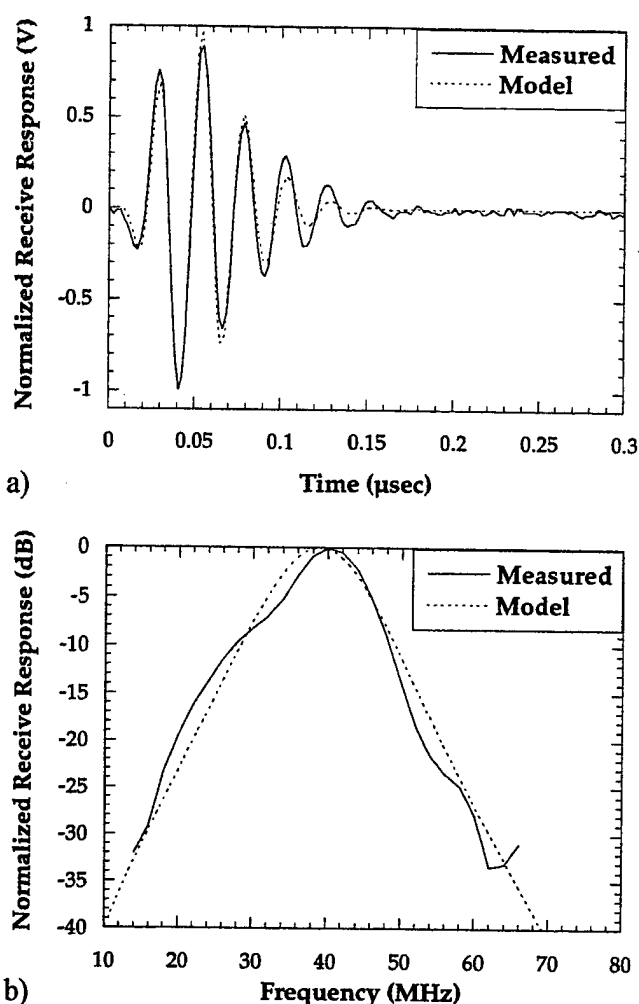 Normalized Receive Response (V)
1
0.5
0
-0.5
-1
Measured
Model
0 0.05 0.1 0.15 0.2 0.25 0.3
Time (µsec)
a)
Normalized Receive Response (dB)
0
-5
-10
-15
-20
-25
-30
-35
-40
Measured
Model
10 20 30 40 50 60 70 80
Frequency (MHz)
b)